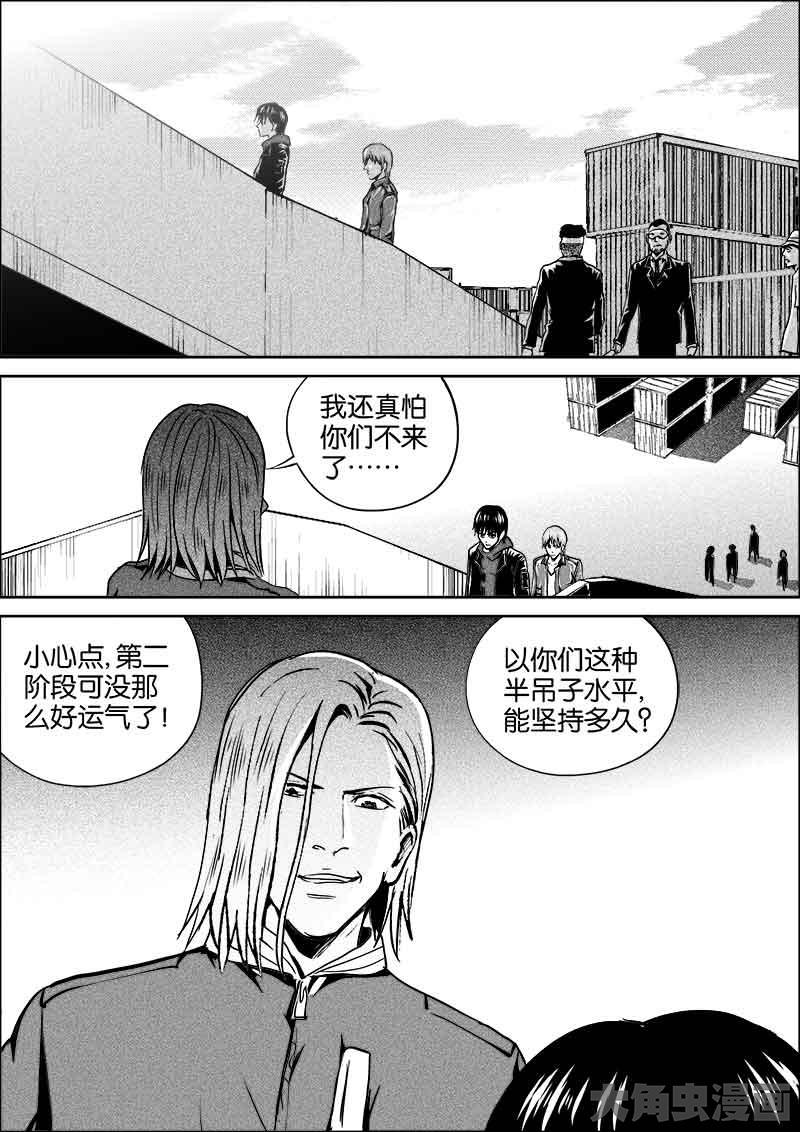 我还真怕
你们不来
了……
小心点,第二
阶段可没那
么好运气了!
以你们这种
半吊子水平,
能坚持多久?
大角虫漫画